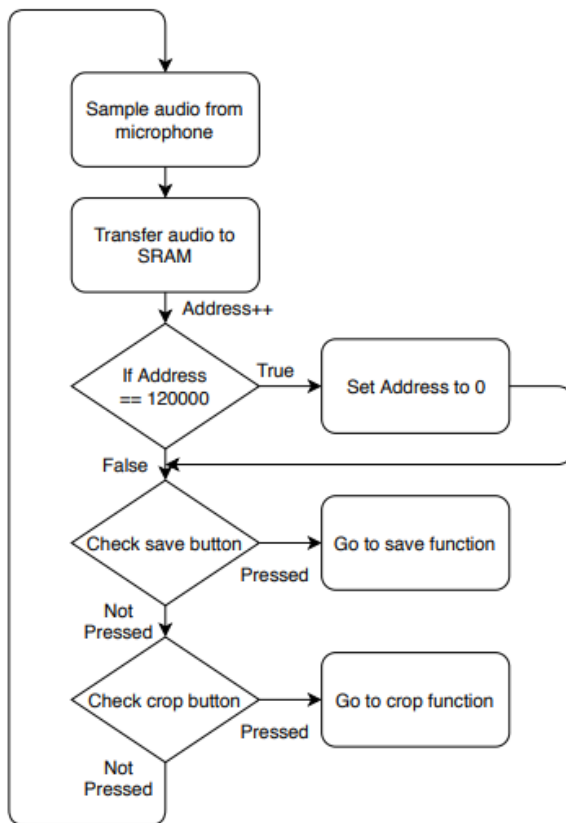 Sample audio from
microphone
Transfer audio to
SRAM
Address++
If Address
== 120000
True
Set Address to 0
False
Check save button
Pressed
Go to save function
Not
Pressed
Check crop button
Pressed
Go to crop function
Not
Pressed